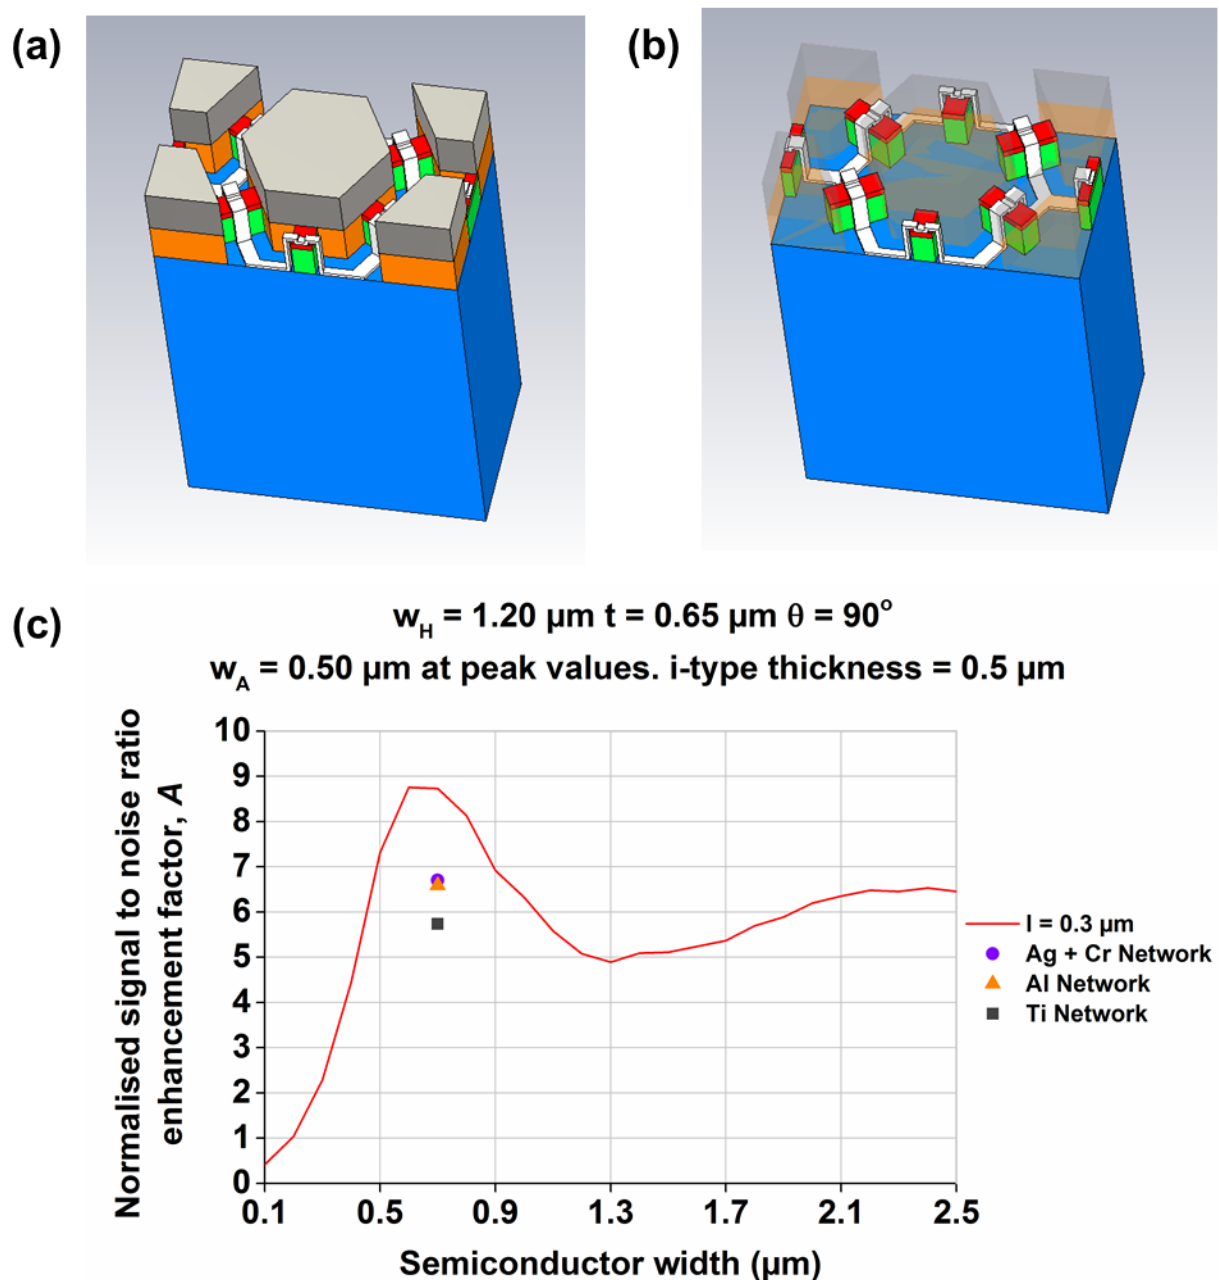 (a)
(b)
(c)
w_H = 1.20 µm t = 0.65 µm θ = 90°
w_A = 0.50 µm at peak values. i-type thickness = 0.5 µm
Normalised signal to noise ratio
enhancement factor, A
10
9
8
7
6
5
4
3
2
1
0
0.1 0.5 0.9 1.3 1.7 2.1 2.5
Semiconductor width (µm)
l = 0.3 µm
Ag + Cr Network
Al Network
Ti Network